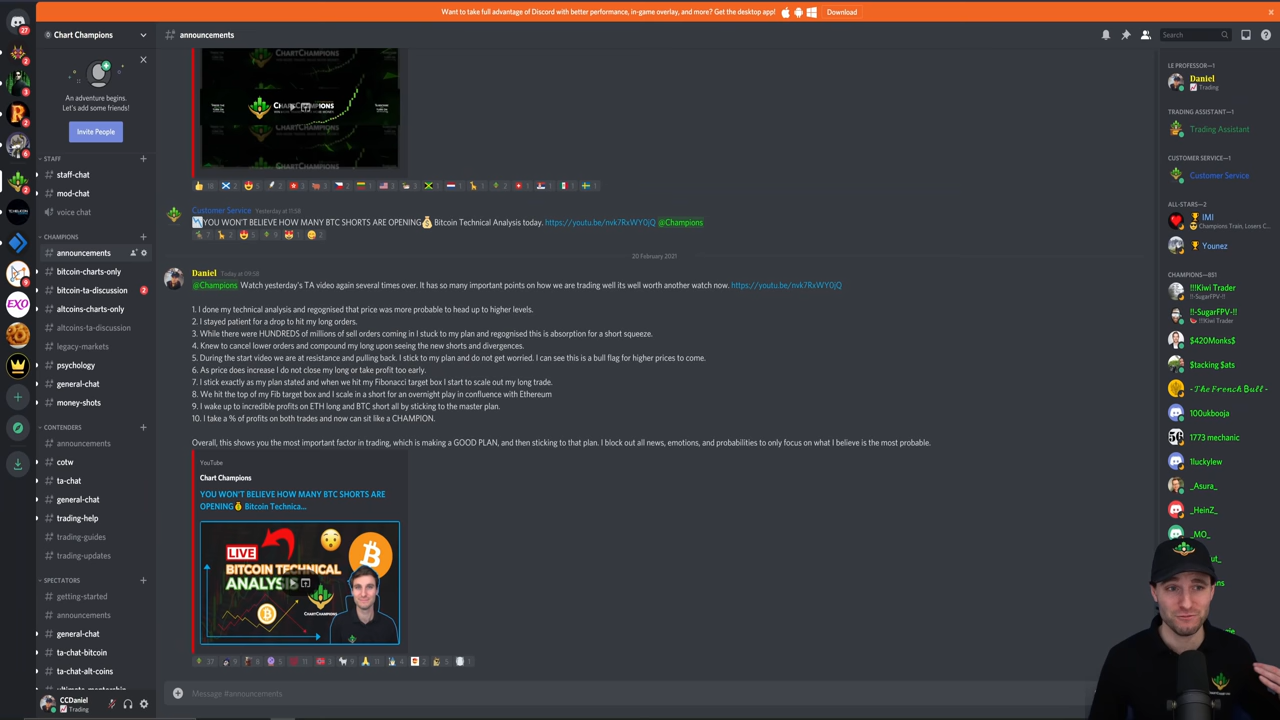 Want to take full advantage of Discord with better performance, in-game overlay, and more? Get the desktop app!
Download
Chart Champions
announcements
Search
An adventure begins.
Let's add some friends!
Invite People
STAFF
staff-chat
mod-chat
voice chat
CHAMPIONS
announcements
bitcoin-charts-only
bitcoin-ta-discussion
2
altcoins-charts-only
altcoins-ta-discussion
legacy-markets
psychology
general-chat
money-shots
CONTENDERS
announcements
cotw
ta-chat
general-chat
trading-help
trading-guides
trading-updates
SPECTATORS
getting-started
announcements
general-chat
ta-chat-bitcoin
ta-chat-alt-coins
ultimate-mentorship
CCDaniel
Trading
CHARTCHAMPIONS
Customer Service Yesterday at 11:58
YOU WON'T BELIEVE HOW MANY BTC SHORTS ARE OPENING💰 Bitcoin Technical Analysis today. https://youtu.be/nvk7RxWY0jQ @Champions
20 February 2021
Daniel Today at 09:58
@Champions Watch yesterday's TA video again several times over. It has so many important points on how we are trading well its well worth another watch now. https://youtu.be/nvk7RxWY0jQ
1. I done my technical analysis and regognised that price was more probable to head up to higher levels.
2. I stayed patient for a drop to hit my long orders.
3. While there were HUNDREDS of millions of sell orders coming in I stuck to my plan and regognised this is absorption for a short squeeze.
4. Knew to cancel lower orders and compound my long upon seeing the new shorts and divergences.
5. During the start video we are at resistance and pulling back. I stick to my plan and do not get worried. I can see this is a bull flag for higher prices to come.
6. As price does increase I do not close my long or take profit too early.
7. I stick exactly as my plan stated and when we hit my Fibonacci target box I start to scale out my long trade.
8. We hit the top of my Fib target box and I scale in a short for an overnight play in confluence with Ethereum
9. I wake up to incredible profits on ETH long and BTC short all by sticking to the master plan.
10. I take a % of profits on both trades and now can sit like a CHAMPION.
Overall, this shows you the most important factor in trading, which is making a GOOD PLAN, and then sticking to that plan. I block out all news, emotions, and probabilities to only focus on what I believe is the most probable.
YouTube
Chart Champions
YOU WON'T BELIEVE HOW MANY BTC SHORTS ARE
OPENING💰 Bitcoin Technica...
LIVE
BITCOIN TECHNICAL
ANALYSIS
CHARTCHAMPIONS
Message #announcements
LE PROFESSOR—1
Daniel
Trading
TRADING ASSISTANT—1
Trading Assistant
CUSTOMER SERVICE—1
Customer Service
ALL-STARS—2
IMI
Champions Train, Losers C...
Younez
CHAMPIONS—851
!!!Kiwi Trader
!!-SugarFPV-!!
!!-SugarFPV-!!
!!!Kiwi Trader
$420Monks$
$tacking $ats
-The French Bull-
100ukbooja
1773 mechanic
1luckylew
_Asura_
_HeinZ_
_MO_